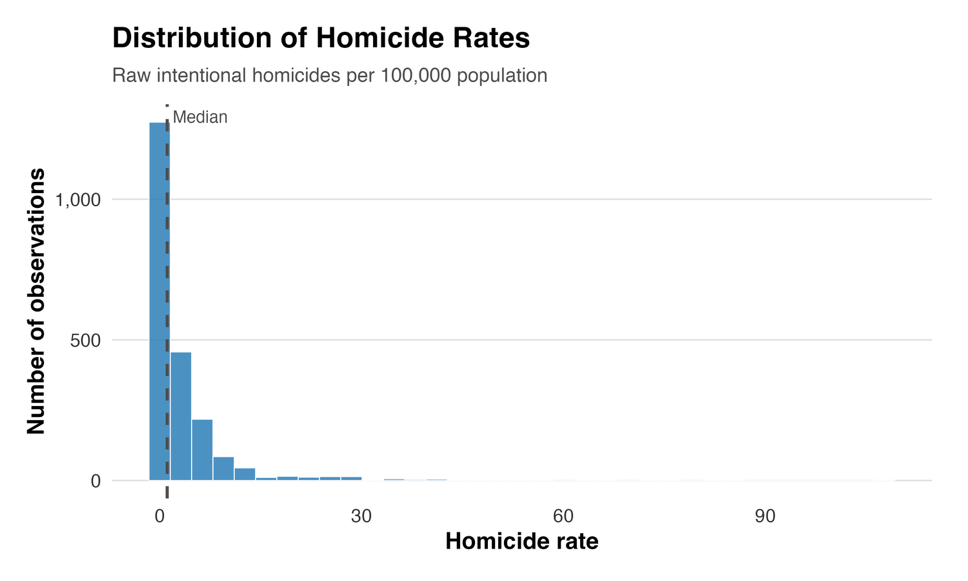 Distribution of Homicide Rates
Raw intentional homicides per 100,000 population
Median
Number of observations
1,000
500
0
0 30 60 90
Homicide rate